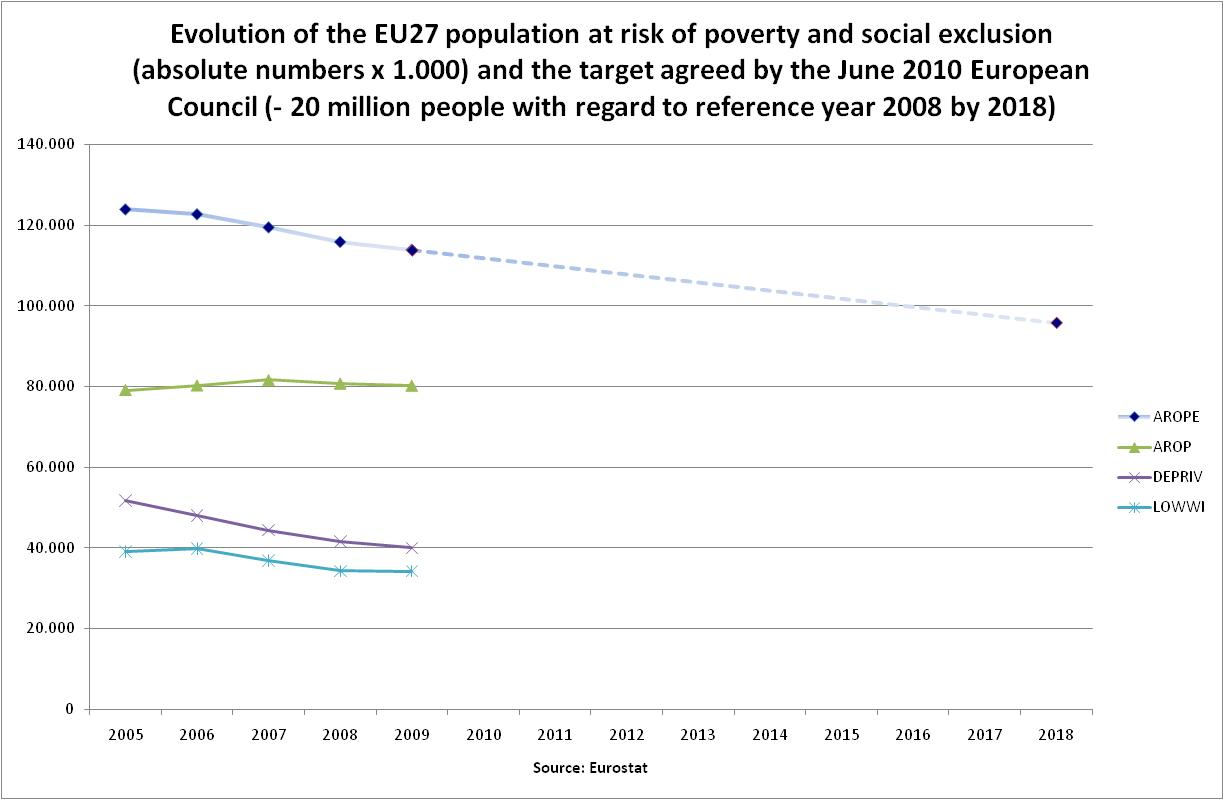 Evolution of the EU27 population at risk of poverty and social exclusion
(absolute numbers x 1.000) and the target agreed by the June 2010 European
Council (- 20 million people with regard to reference year 2008 by 2018)
140.000
120.000
100.000
80.000
60.000
40.000
20.000
0
AROPE
AROP
DEPRIV
LOWWI
2005 2006 2007 2008 2009 2010 2011 2012 2013 2014 2015 2016 2017 2018
Source: Eurostat